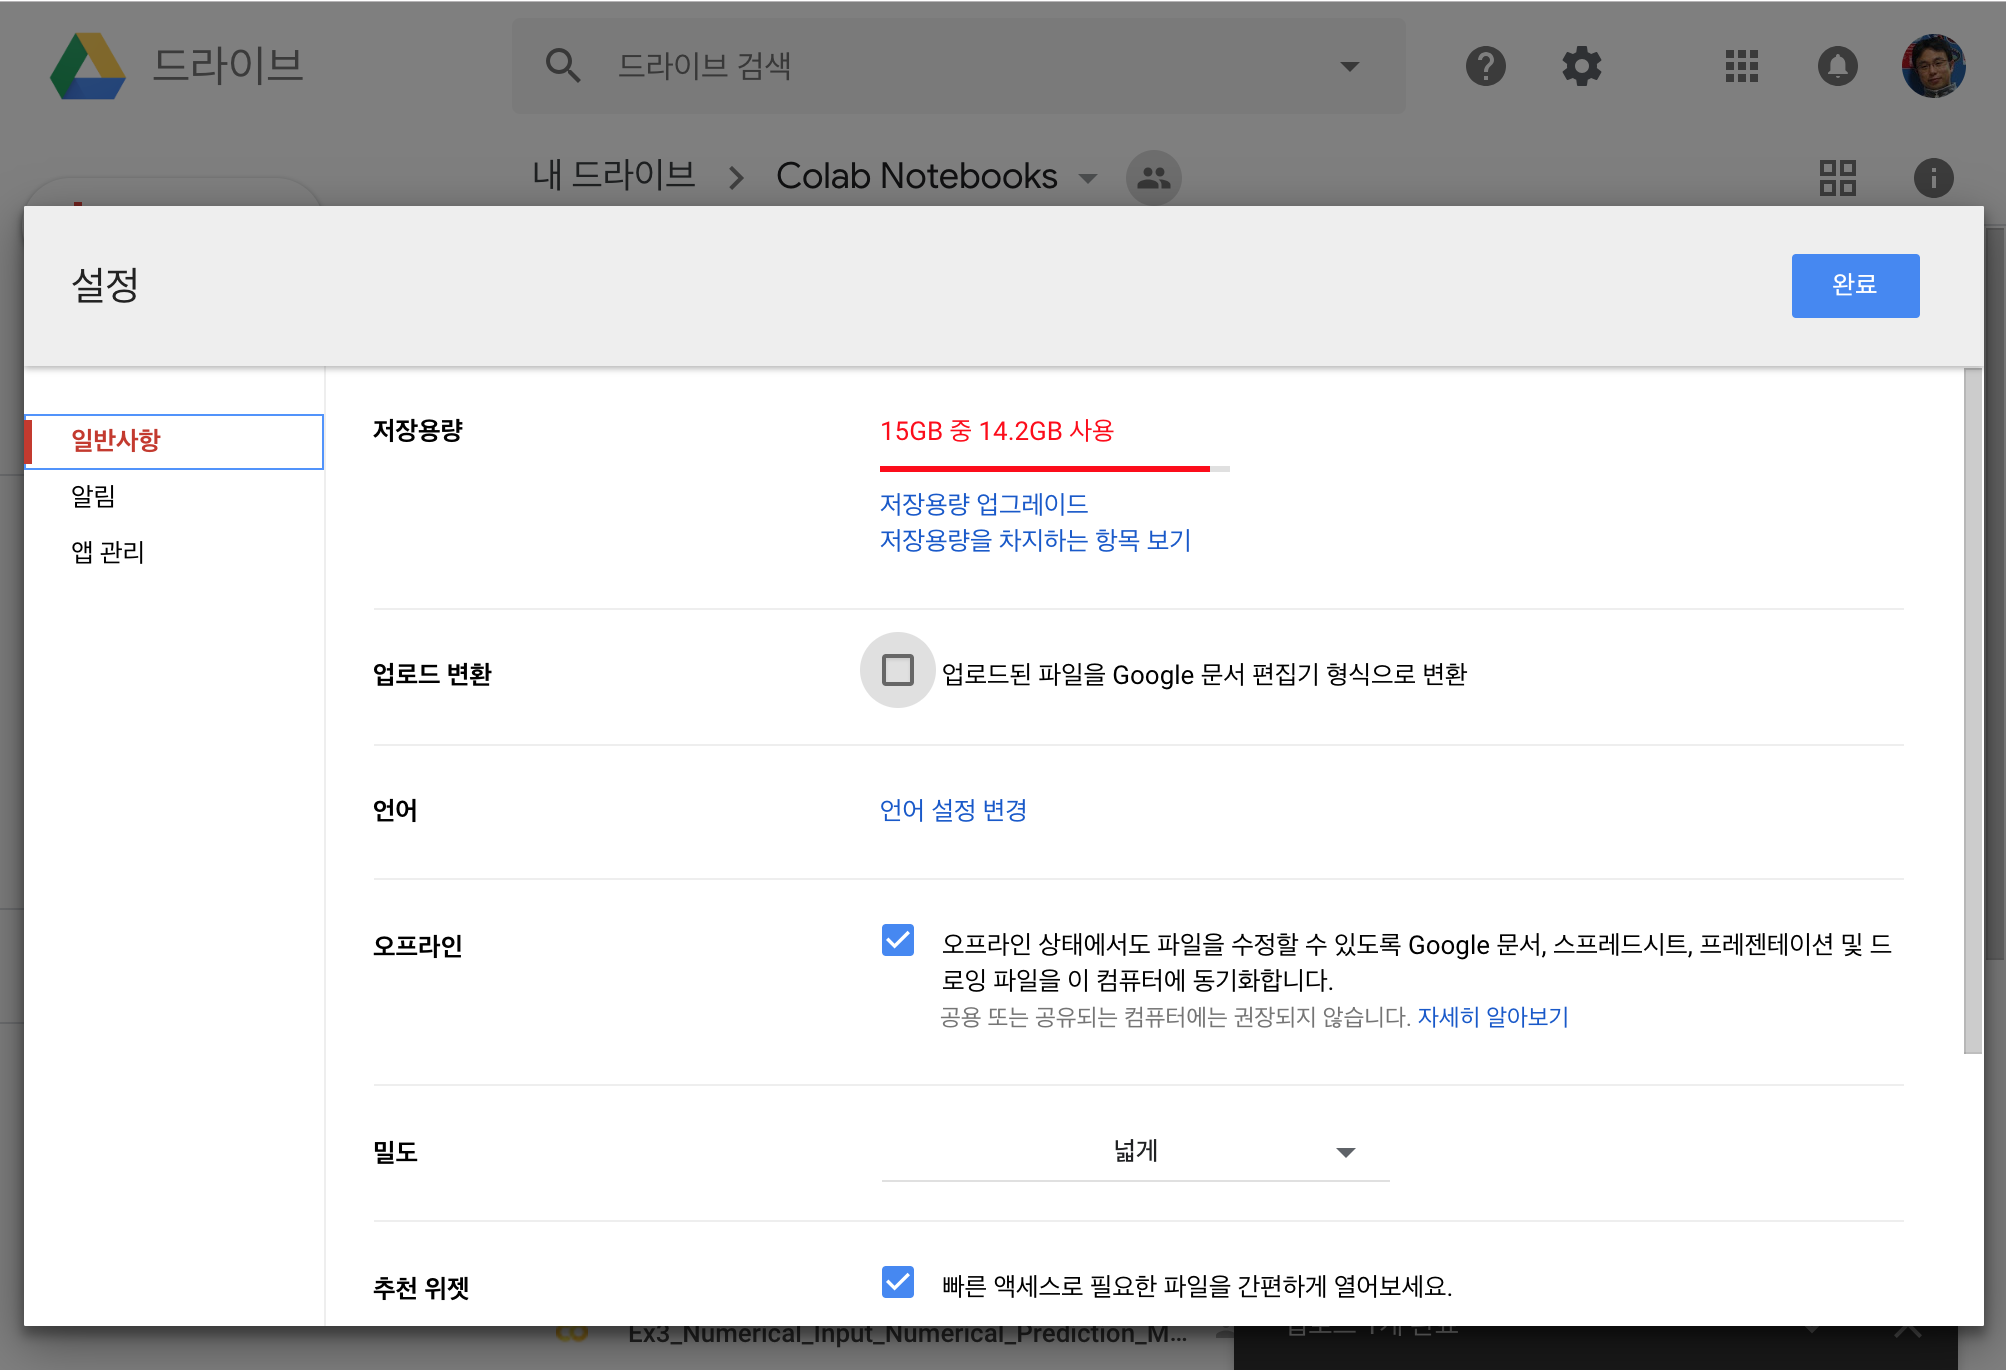 드라이브
드라이브 검색
내 드라이브 > Colab Notebooks
설정
완료
일반사항
알림
앱 관리
저장용량
15GB 중 14.2GB 사용
저장용량 업그레이드
저장용량을 차지하는 항목 보기
업로드 변환
업로드된 파일을 Google 문서 편집기 형식으로 변환
언어
언어 설정 변경
오프라인
오프라인 상태에서도 파일을 수정할 수 있도록 Google 문서, 스프레드시트, 프레젠테이션 및 드
로잉 파일을 이 컴퓨터에 동기화합니다.
공용 또는 공유되는 컴퓨터에는 권장되지 않습니다. 자세히 알아보기
밀도
넓게
추천 위젯
빠른 액세스로 필요한 파일을 간편하게 열어보세요.
Ex3_Numerical_Input_Numerical_Prediction_M...